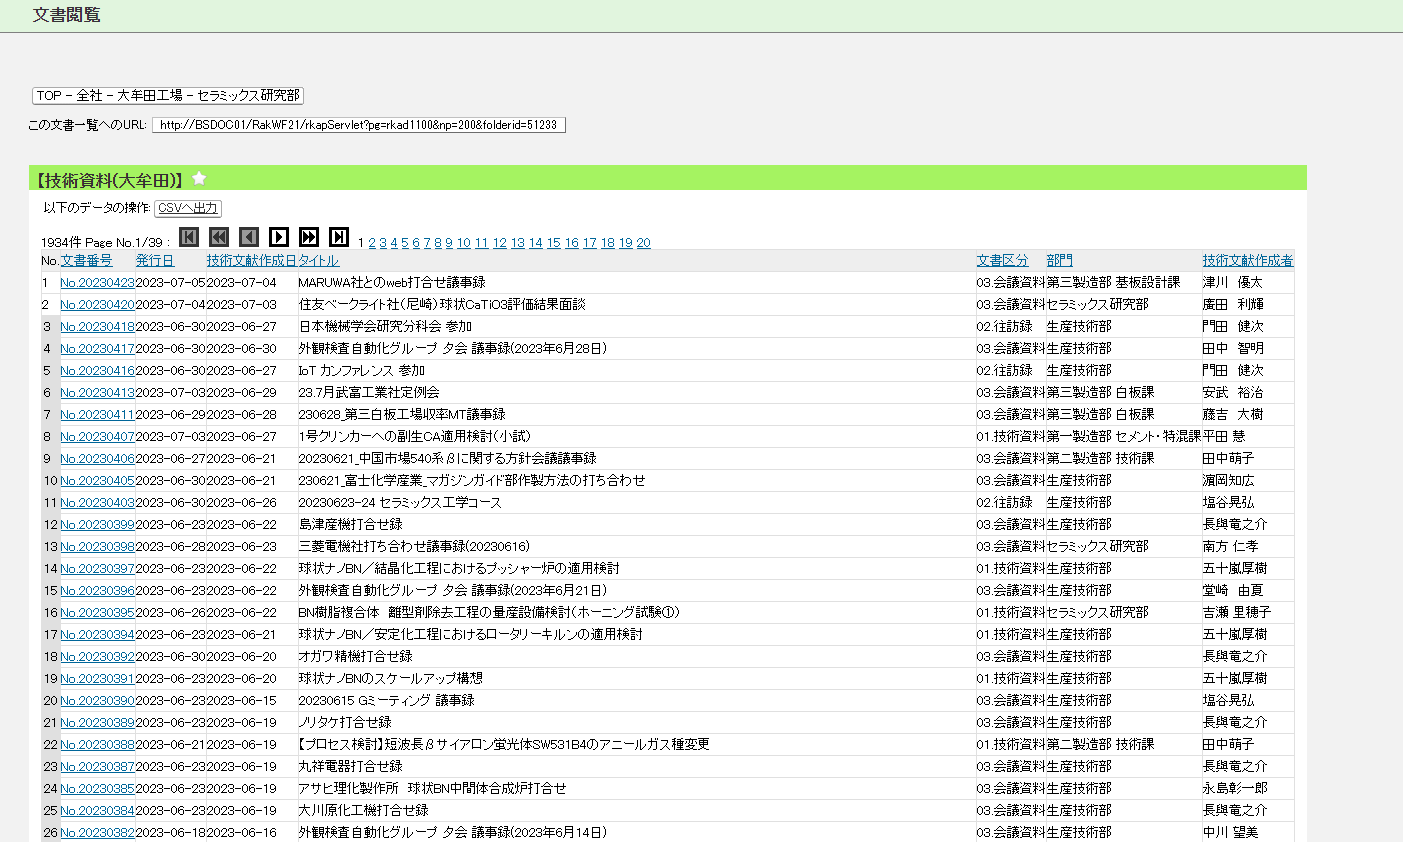 文書閲覧
TOP - 全社 - 大牟田工場 - セラミックス研究部
この文書一覧へのURL: http://BSDOC01/RakWF21/rkapServlet?pg=rkad1100&np=200&folderid=51233
【技術資料(大牟田)】
以下のデータの操作: CSVへ出力
1934件 Page No.1/39 : 1 2 3 4 5 6 7 8 9 10 11 12 13 14 15 16 17 18 19 20
No. 文書番号 発行日 技術文献作成日 タイトル 文書区分 部門 技術文献作成者
1 No.20230423 2023-07-05 2023-07-04 MARUWA社とのweb打合せ議事録 03.会議資料 第三製造部 基板設計課 津川 優太
2 No.20230420 2023-07-04 2023-07-03 住友ベークライト社(尼崎)球状CaTiO3評価結果面談 03.会議資料 セラミックス研究部 廣田 利輝
3 No.20230418 2023-06-30 2023-06-27 日本機械学会研究分科会 参加 02.往訪録 生産技術部 門田 健次
4 No.20230417 2023-06-30 2023-06-30 外観検査自動化グループ 夕会 議事録(2023年6月28日) 03.会議資料 生産技術部 田中 智明
5 No.20230416 2023-06-30 2023-06-27 IoT カンファレンス 参加 02.往訪録 生産技術部 門田 健次
6 No.20230413 2023-07-03 2023-06-29 23.7月武富工業社定例会 03.会議資料 第三製造部 白板課 安武 裕治
7 No.20230411 2023-06-29 2023-06-28 230628_第三白板工場収率MT議事録 03.会議資料 第三製造部 白板課 藤吉 大樹
8 No.20230407 2023-07-03 2023-06-27 1号クリンカーへの副生CA適用検討(小試) 01.技術資料 第一製造部 セメント・特混課 平田 慧
9 No.20230406 2023-06-27 2023-06-21 20230621_中国市場540系βに関する方針会議議事録 03.会議資料 第二製造部 技術課 田中萌子
10 No.20230405 2023-06-30 2023-06-21 230621_富士化学産業_マガジンガイド部作製方法の打ち合わせ 03.会議資料 生産技術部 濵岡知広
11 No.20230403 2023-06-30 2023-06-26 20230623-24 セラミックス工学コース 02.往訪録 生産技術部 塩谷晃弘
12 No.20230399 2023-06-23 2023-06-22 島津産機打合せ録 03.会議資料 生産技術部 長與竜之介
13 No.20230398 2023-06-28 2023-06-23 三菱電機社打ち合わせ議事録(20230616) 03.会議資料 セラミックス研究部 南方 仁孝
14 No.20230397 2023-06-23 2023-06-22 球状ナノBN/結晶化工程におけるプッシャー炉の適用検討 01.技術資料 生産技術部 五十嵐厚樹
15 No.20230396 2023-06-23 2023-06-22 外観検査自動化グループ 夕会 議事録(2023年6月21日) 03.会議資料 生産技術部 堂崎 由夏
16 No.20230395 2023-06-26 2023-06-22 BN樹脂複合体 離型剤除去工程の量産設備検討(ホーニング試験①) 01.技術資料 セラミックス研究部 吉瀬 里穂子
17 No.20230394 2023-06-23 2023-06-21 球状ナノBN/安定化工程におけるロータリーキルンの適用検討 01.技術資料 生産技術部 五十嵐厚樹
18 No.20230392 2023-06-30 2023-06-20 オガワ精機打合せ録 03.会議資料 生産技術部 長與竜之介
19 No.20230391 2023-06-23 2023-06-20 球状ナノBNのスケールアップ構想 01.技術資料 生産技術部 五十嵐厚樹
20 No.20230390 2023-06-23 2023-06-15 20230615 Gミーティング 議事録 03.会議資料 生産技術部 塩谷晃弘
21 No.20230389 2023-06-23 2023-06-19 ノリタケ打合せ録 03.会議資料 生産技術部 長與竜之介
22 No.20230388 2023-06-21 2023-06-19 【プロセス検討】短波長βサイアロン蛍光体SW531B4のアニールガス種変更 01.技術資料 第二製造部 技術課 田中萌子
23 No.20230387 2023-06-23 2023-06-19 丸祥電器打合せ録 03.会議資料 生産技術部 長與竜之介
24 No.20230385 2023-06-23 2023-06-19 アサヒ理化製作所 球状BN中間体合成炉打合せ 03.会議資料 生産技術部 永島彰一郎
25 No.20230384 2023-06-23 2023-06-19 大川原化工機打合せ録 03.会議資料 生産技術部 長與竜之介
26 No.20230382 2023-06-18 2023-06-16 外観検査自動化グループ 夕会 議事録(2023年6月14日) 03.会議資料 生産技術部 中川 望美